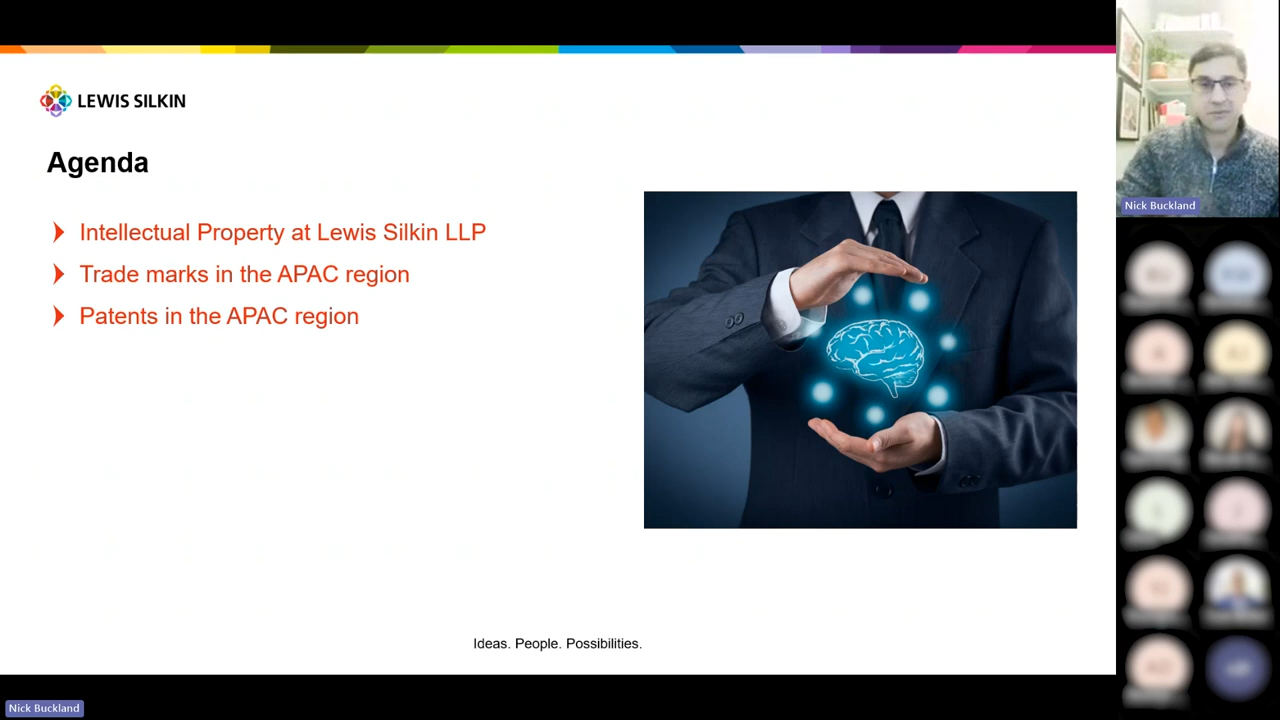 LEWIS SILKIN
Agenda
Intellectual Property at Lewis Silkin LLP
Trade marks in the APAC region
Patents in the APAC region
Ideas. People. Possibilities.
Nick Buckland
Nick Buckland